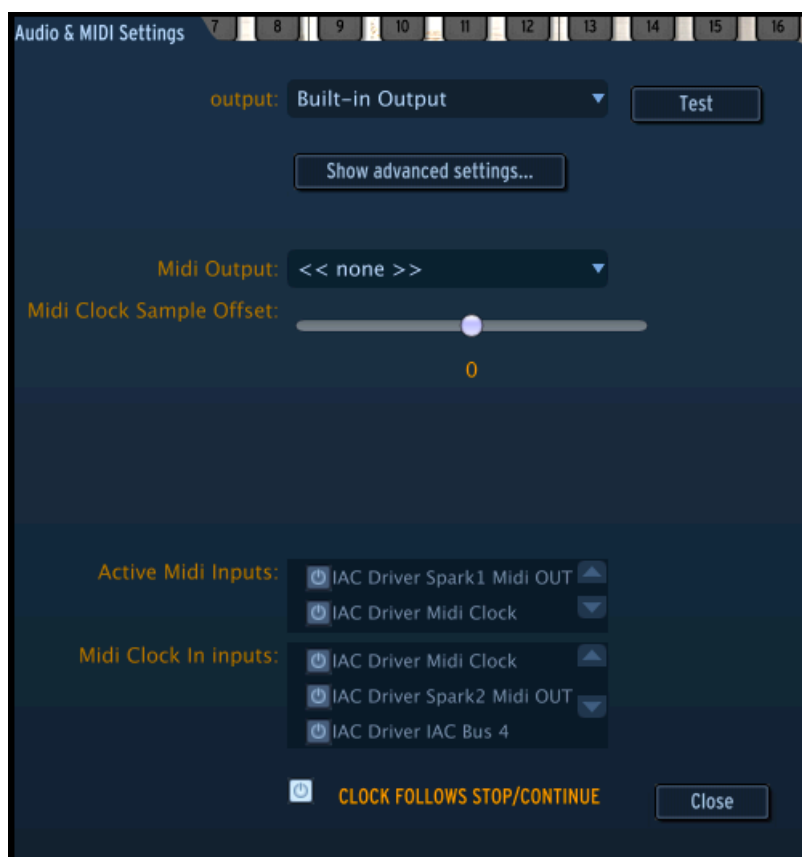 Audio & MIDI Settings 7 8 9 10 11 12 13 14 15 16
output: Built-in Output Test
Show advanced settings...
Midi Output: << none >>
Midi Clock Sample Offset:
0
Active Midi Inputs: IAC Driver Spark1 Midi OUT
IAC Driver Midi Clock
Midi Clock In inputs: IAC Driver Midi Clock
IAC Driver Spark2 Midi OUT
IAC Driver IAC Bus 4
CLOCK FOLLOWS STOP/CONTINUE Close